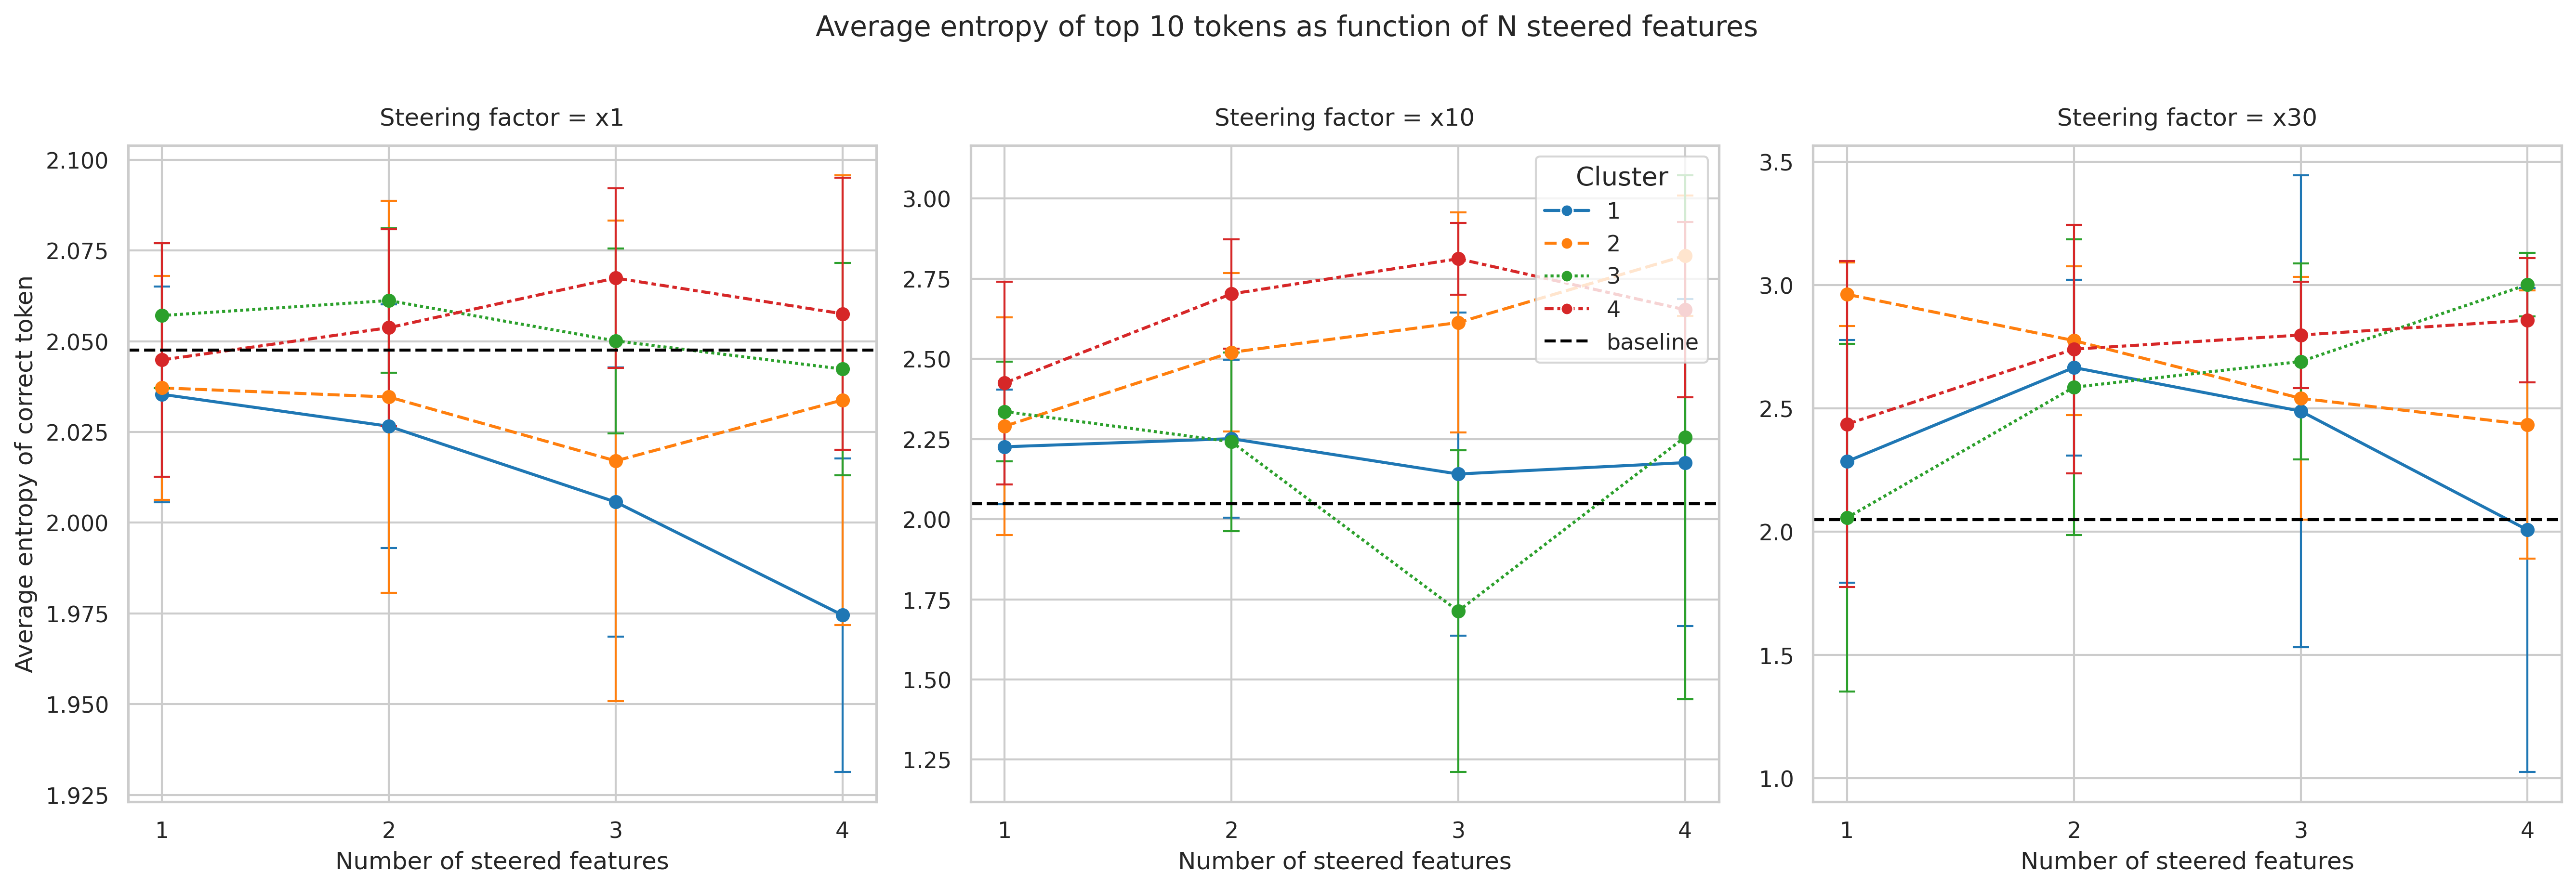 Average entropy of top 10 tokens as function of N steered features
Steering factor = x1
Steering factor = x10
Steering factor = x30
Average entropy of correct token
2.100
2.075
2.050
2.025
2.000
1.975
1.950
1.925
1 2 3 4
Number of steered features
3.00
2.75
2.50
2.25
2.00
1.75
1.50
1.25
Cluster
1
2
3
4
baseline
1 2 3 4
Number of steered features
3.5
3.0
2.5
2.0
1.5
1.0
1 2 3 4
Number of steered features